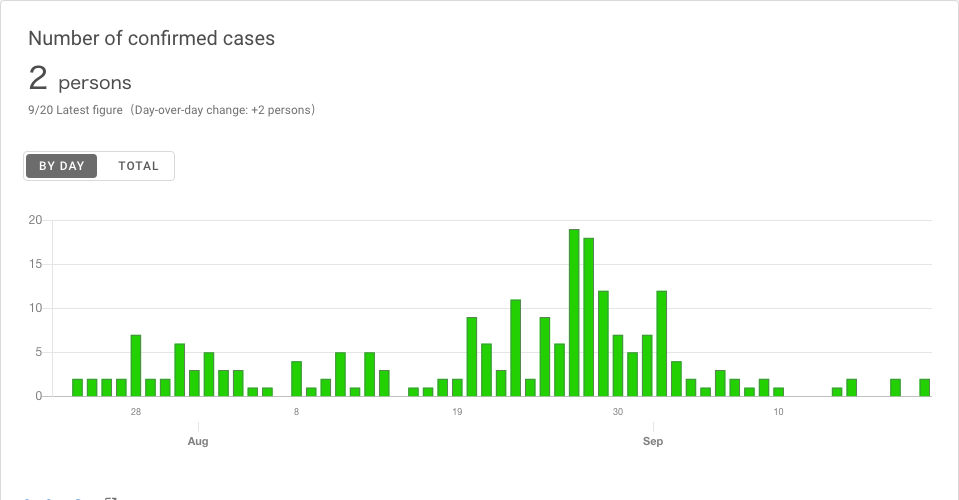 Number of confirmed cases
2 persons
9/20 Latest figure (Day-over-day change: +2 persons)
BY DAY TOTAL
20
15
10
5
0
28 8 19 30 10
Aug Sep